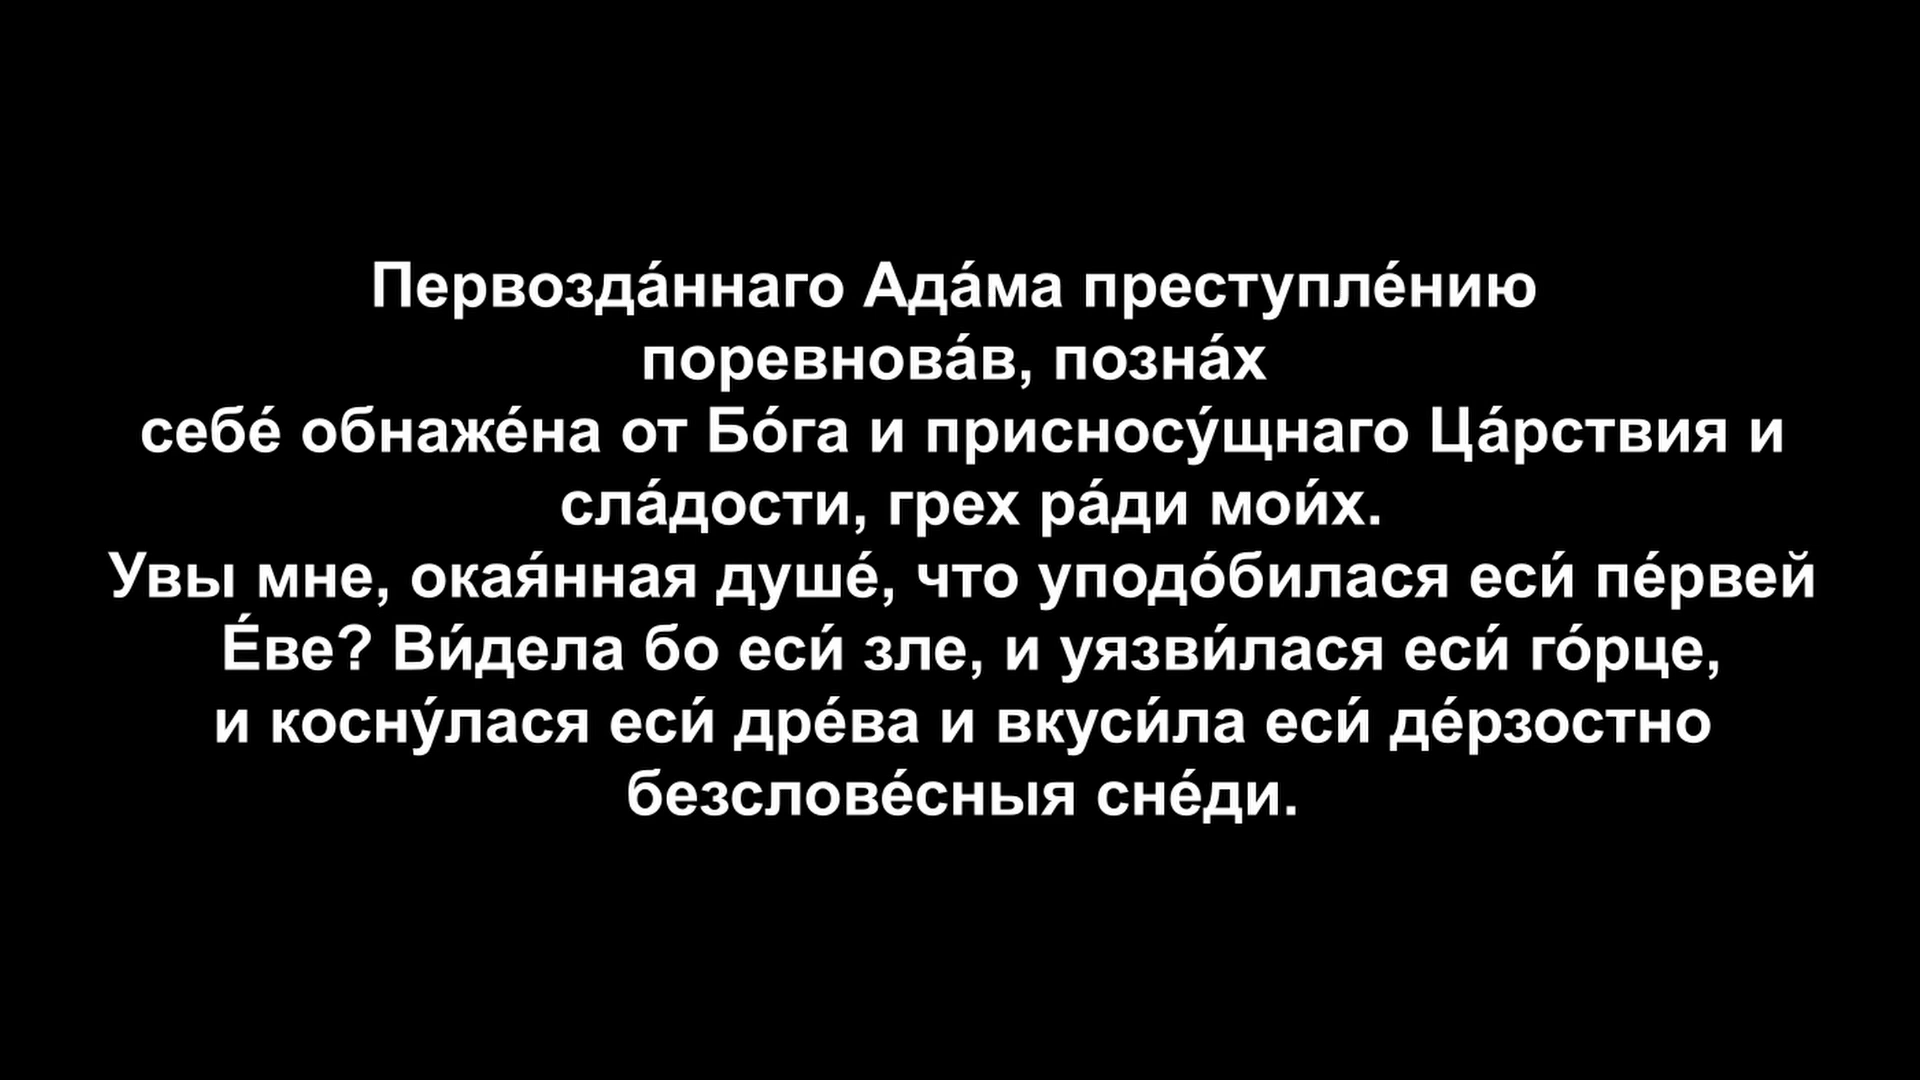 Первозда́ннаго Ада́ма преступле́нию
поревнова́в, позна́х
себе́ обнаже́на от Бо́га и присносу́щнаго Ца́рствия и
сла́дости, грех ра́ди мои́х.
Увы мне, окая́нная душе́, что уподо́билася еси́ пе́рвей
Е́ве? Ви́дела бо еси́ зле, и уязви́лася еси́ го́рце,
и косну́лася еси́ дре́ва и вкуси́ла еси́ де́рзостно
безслове́сныя сне́ди.